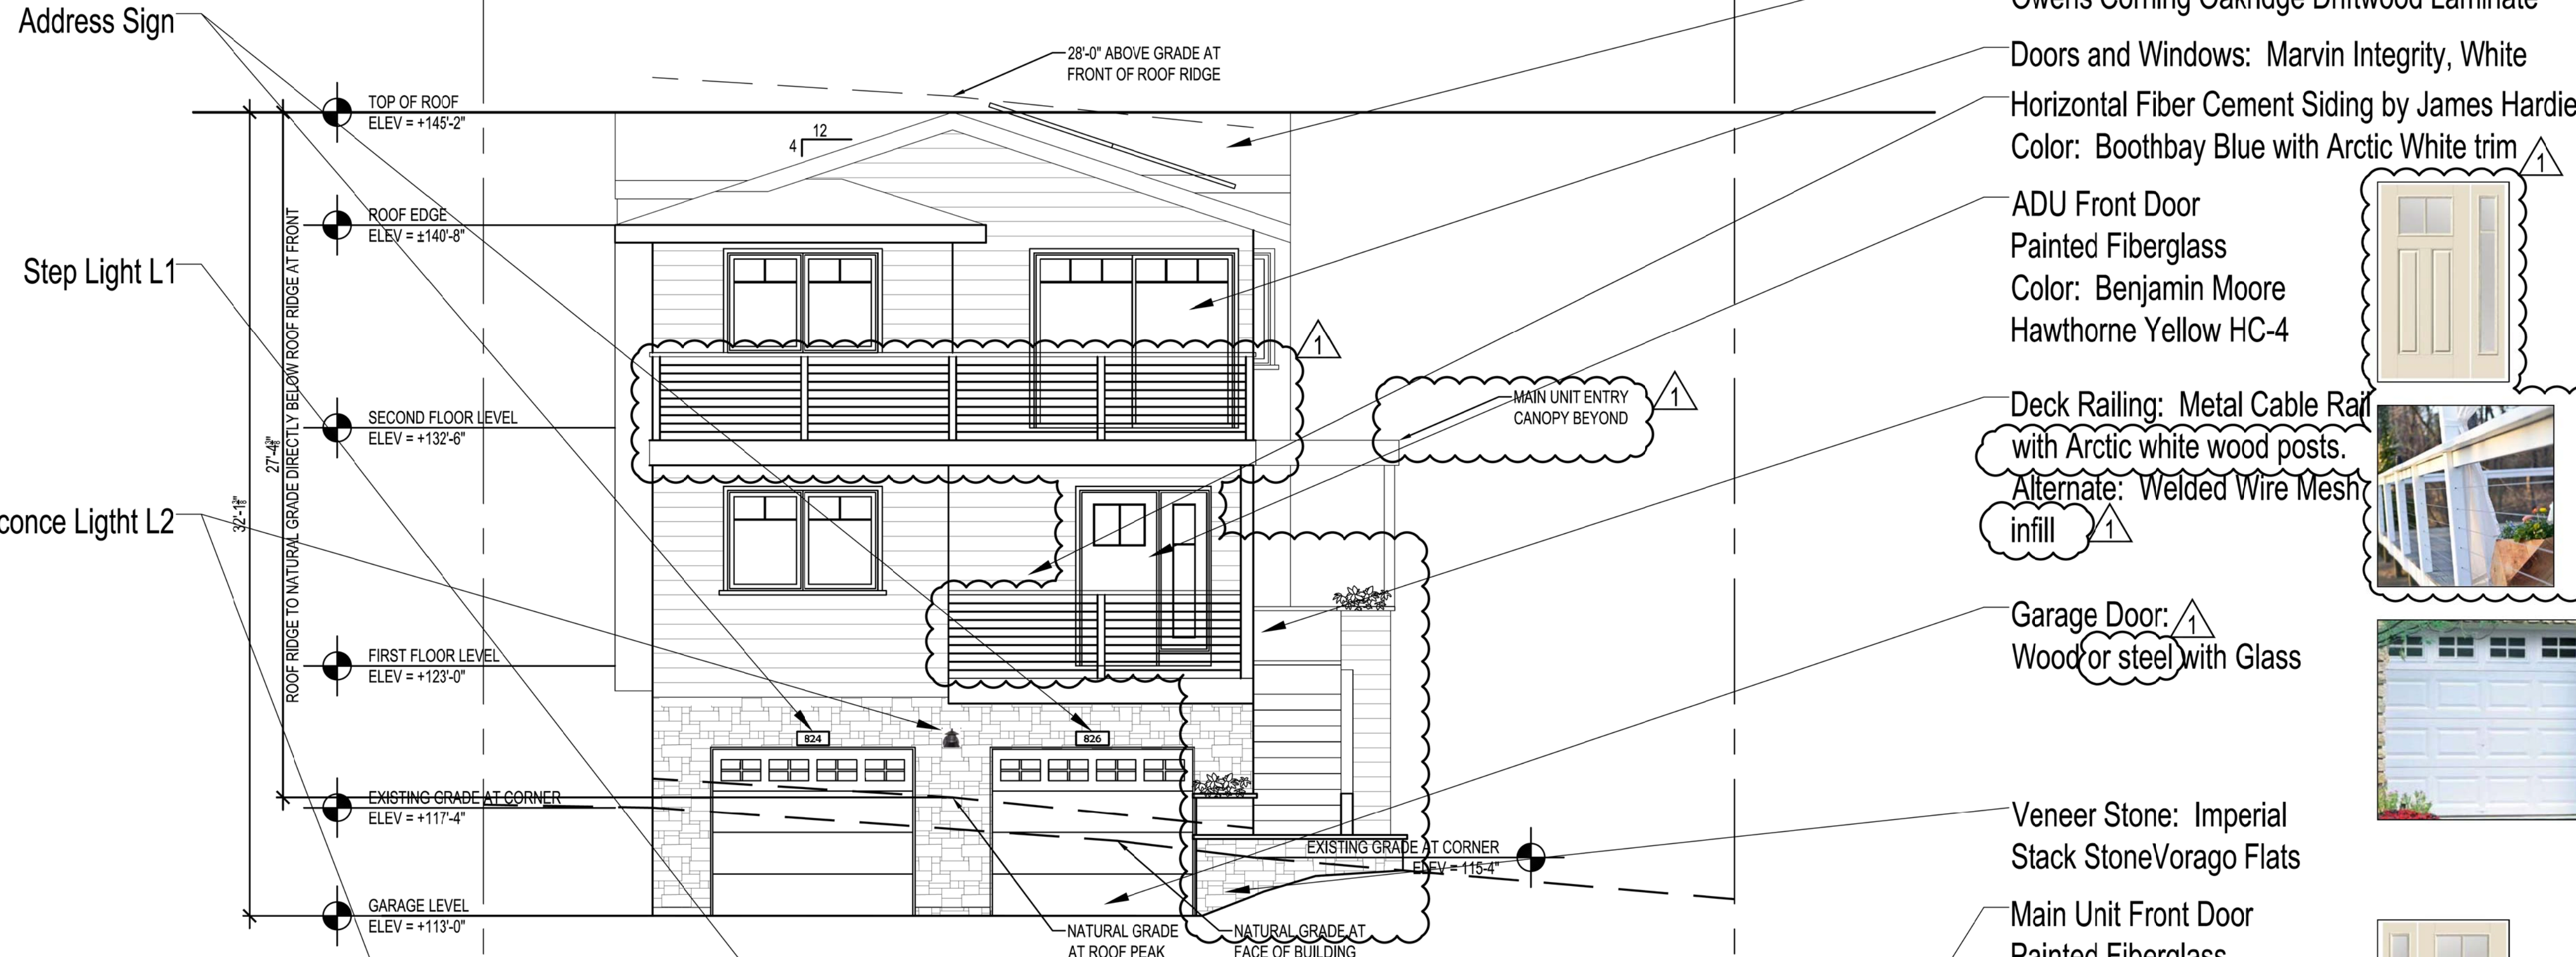 Address Sign
Step Light L1
conce Ligtht L2
28'-0" ABOVE GRADE AT
FRONT OF ROOF RIDGE
TOP OF ROOF
ELEV = +145'-2"
12
4
ROOF EDGE
ELEV = ±140'-8"
SECOND FLOOR LEVEL
ELEV = +132'-6"
FIRST FLOOR LEVEL
ELEV = +123'-0"
EXISTING GRADE AT CORNER
ELEV = +117'-4"
GARAGE LEVEL
ELEV = +113'-0"
ROOF RIDGE TO NATURAL GRADE DIRECTLY BELOW ROOF RIDGE AT FRONT
1
MAIN UNIT ENTRY
CANOPY BEYOND
1
824
826
EXISTING GRADE AT CORNER
ELEV = 115-4"
NATURAL GRADE
AT ROOF PEAK
NATURAL GRADE AT
FACE OF BUILDING
Owens Corning Oakridge Driftwood Laminate
Doors and Windows: Marvin Integrity, White
Horizontal Fiber Cement Siding by James Hardie
Color: Boothbay Blue with Arctic White trim
1
ADU Front Door
Painted Fiberglass
Color: Benjamin Moore
Hawthorne Yellow HC-4
Deck Railing: Metal Cable Rail
with Arctic white wood posts.
Alternate: Welded Wire Mesh
infill
1
Garage Door:
1
Wood or steel with Glass
Veneer Stone: Imperial
Stack StoneVorago Flats
Main Unit Front Door
Painted Fiberglass